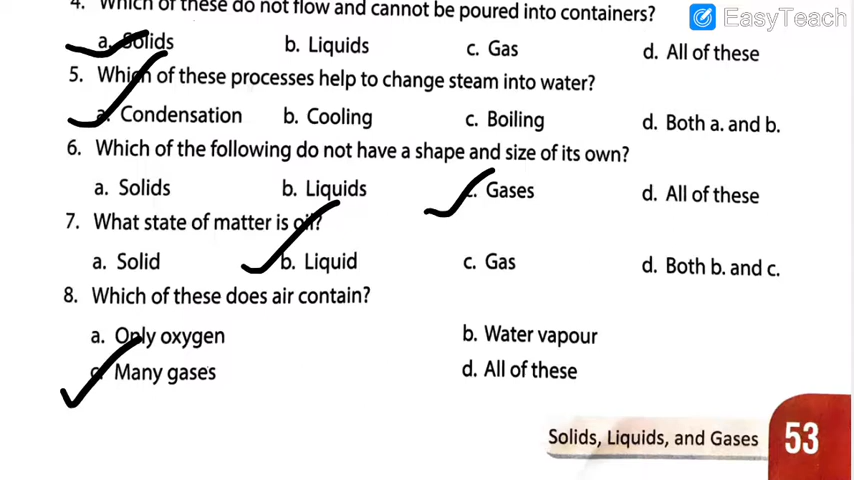 4. Which of these do not flow and cannot be poured into containers?
EasyTeach
a. Solids b. Liquids c. Gas d. All of these
5. Which of these processes help to change steam into water?
a. Condensation b. Cooling c. Boiling d. Both a. and b.
6. Which of the following do not have a shape and size of its own?
a. Solids b. Liquids c. Gases d. All of these
7. What state of matter is oil?
a. Solid b. Liquid c. Gas d. Both b. and c.
8. Which of these does air contain?
a. Only oxygen b. Water vapour
c. Many gases d. All of these
Solids, Liquids, and Gases 53